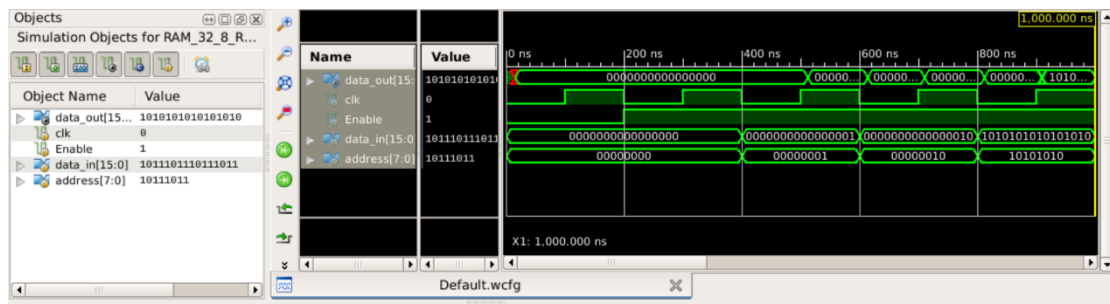 Objects
Simulation Objects for RAM_32_8_R...
Object Name Value
data_out[15... 1010101010101010
clk 0
Enable 1
data_in[15:0] 1011101110111011
address[7:0] 10111011
Name Value
data_out[15: 101010101010
clk 0
Enable 1
data_in[15:0] 101110111011
address[7:0] 10111011
1,000.000 ns
0 ns 200 ns 400 ns 600 ns 800 ns
0000000000000000 00000... 00000... 00000... 00000... 1010...
0000000000000000 0000000000000001 0000000000000010 1010101010101010
00000000 00000001 00000010 10101010
X1: 1,000.000 ns
Default.wcfg